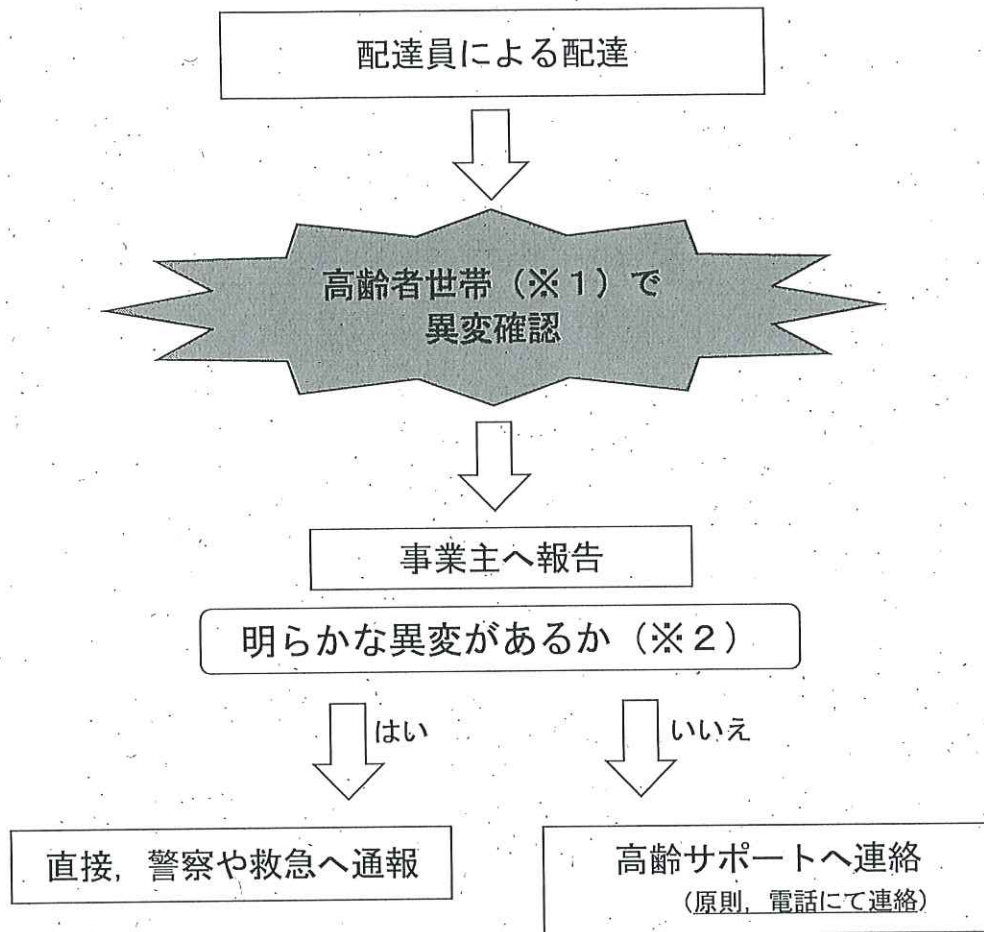 配達員による配達
高齢者世帯（※１）で
異変確認
事業主へ報告
明らかな異変があるか（※２）
はい
いいえ
直接，警察や救急へ通報
高齢サポートへ連絡
（原則，電話にて連絡）